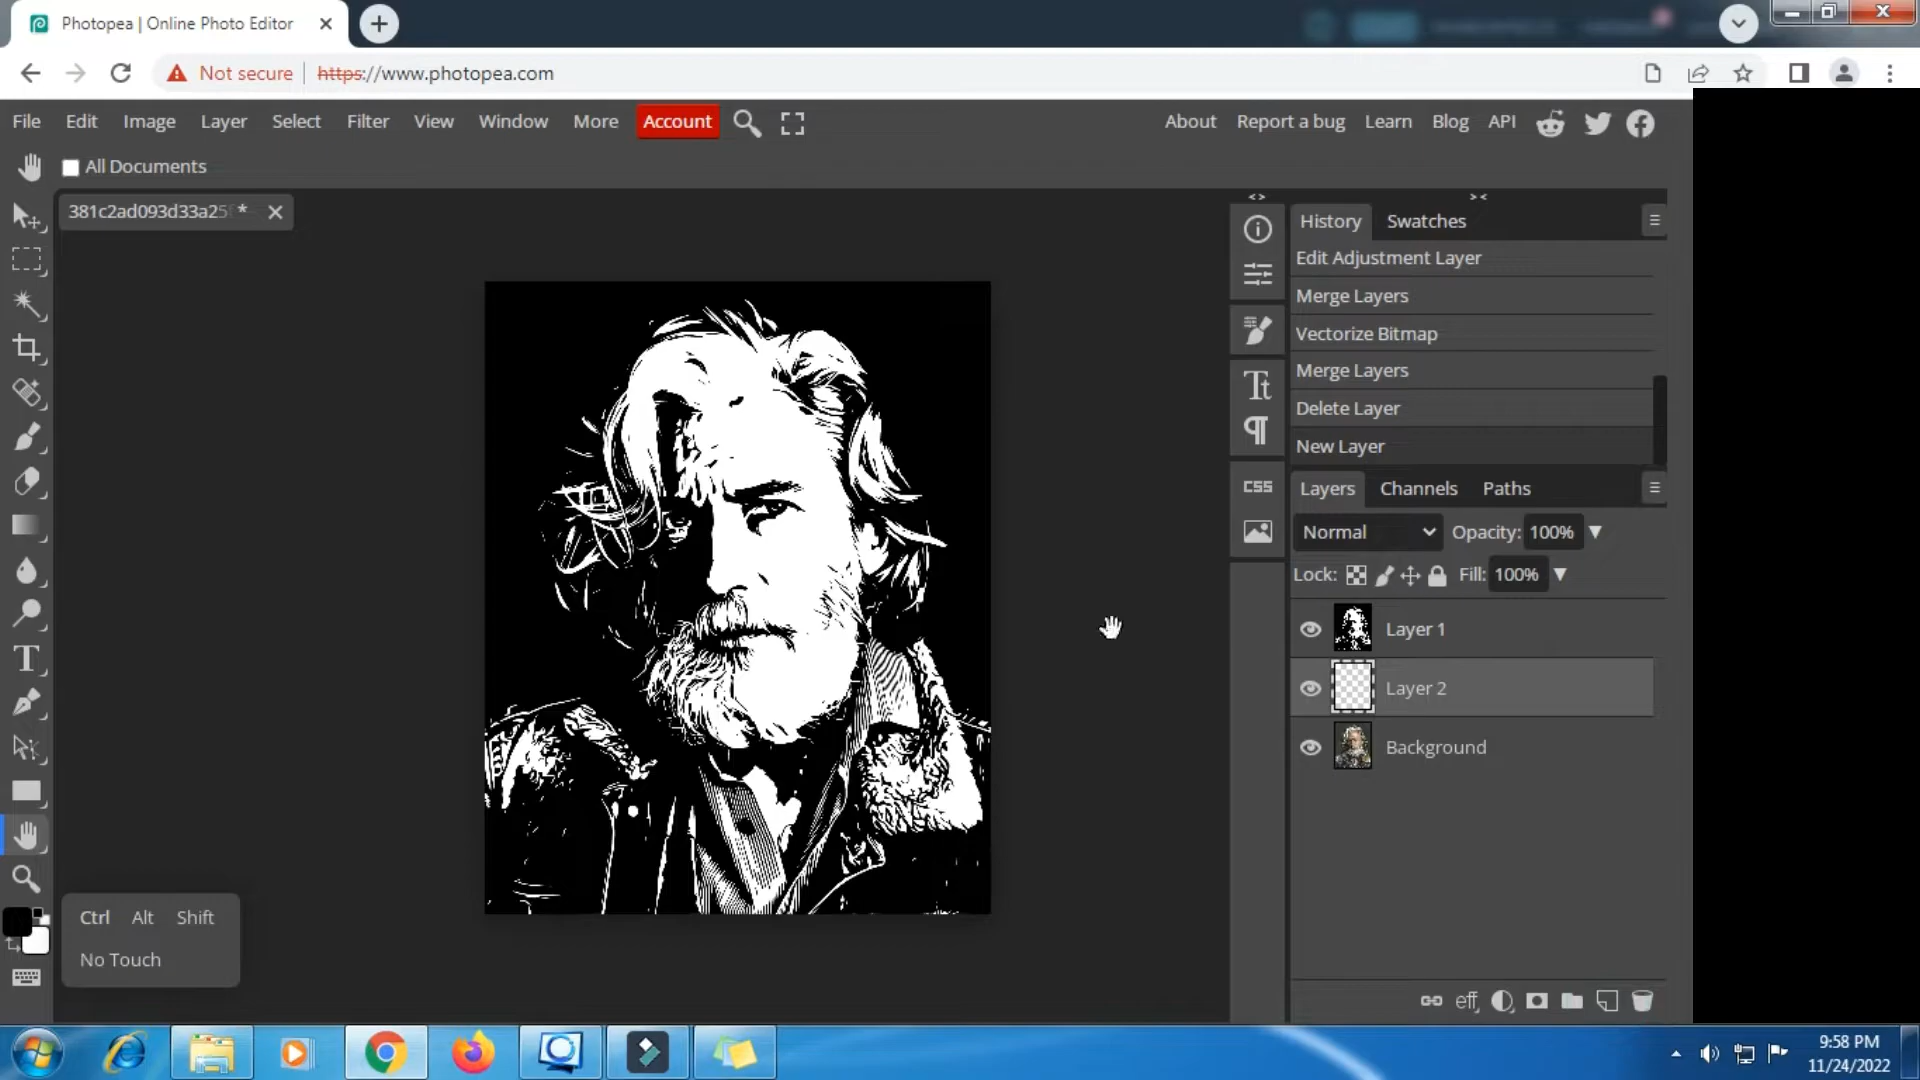 Photopea | Online Photo Editor
Not secure
https://www.photopea.com
File Edit Image Layer Select Filter View Window More Account
About Report a bug Learn Blog API
All Documents
381c2ad093d33a25 *
History Swatches
Edit Adjustment Layer
Merge Layers
Vectorize Bitmap
Merge Layers
Delete Layer
New Layer
CSS
Layers Channels Paths
Normal Opacity: 100%
Lock: Fill: 100%
Layer 1
Layer 2
Background
Ctrl Alt Shift
No Touch
eff
9:58 PM
11/24/2022